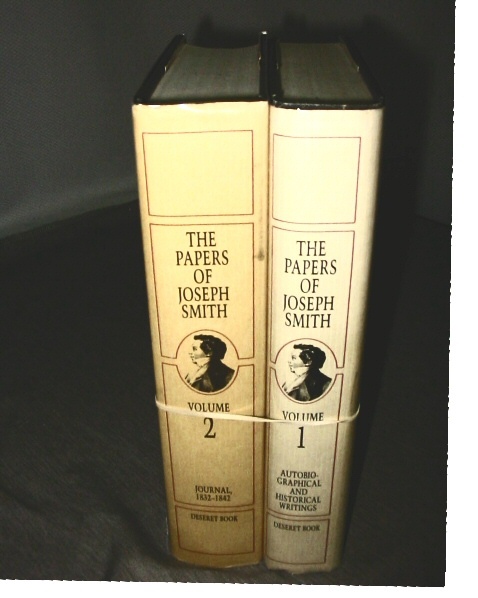 THE
PAPERS
OF
JOSEPH
SMITH
VOLUME
2
JOURNAL,
1832–1842
DESERET BOOK
THE
PAPERS
OF
JOSEPH
SMITH
VOLUME
1
AUTOBIO-
GRAPHICAL
AND
HISTORICAL
WRITINGS
DESERET BOOK